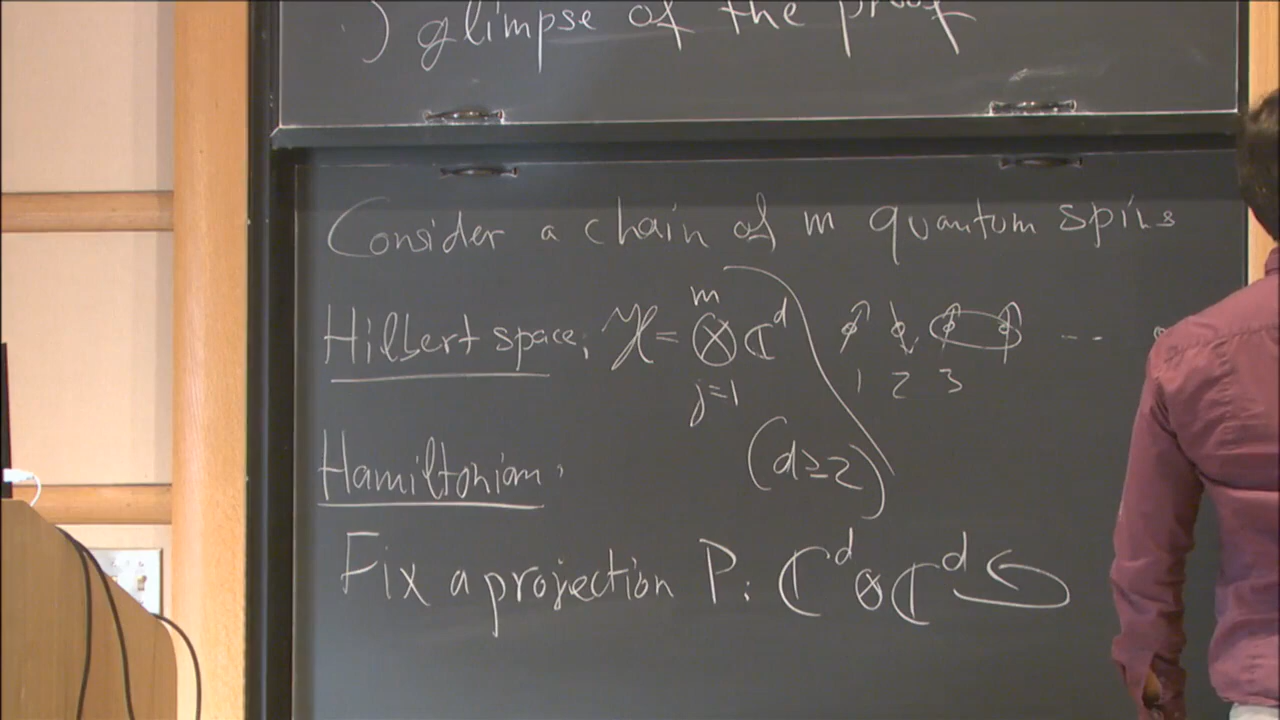 ·) glimpse of the proof
Consider a chain of m quantum spins
Hilbert space: ℋ = ⊗_{j=1}^{m} ℂ^d
1 2 3 ...
(d≥2)
Hamiltonian:
Fix a projection P: ℂ^d ⊗ ℂ^d ↩